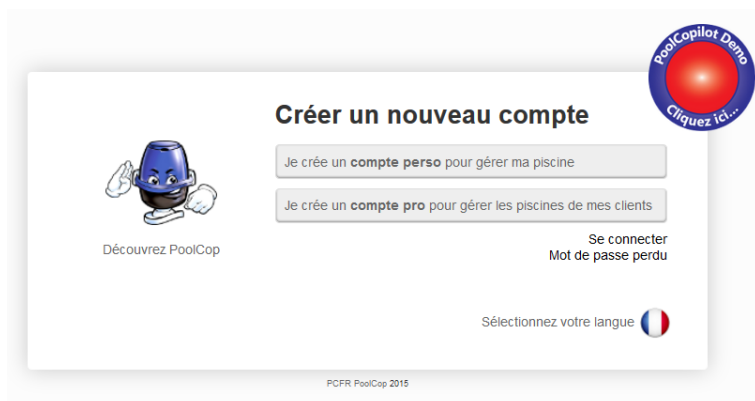 PoolCopilot Demo
Cliquez ici...
Créer un nouveau compte
Je crée un compte perso pour gérer ma piscine
Je crée un compte pro pour gérer les piscines de mes clients
Découvrez PoolCop
Se connecter
Mot de passe perdu
Sélectionnez votre langue
PCFR PoolCop 2015